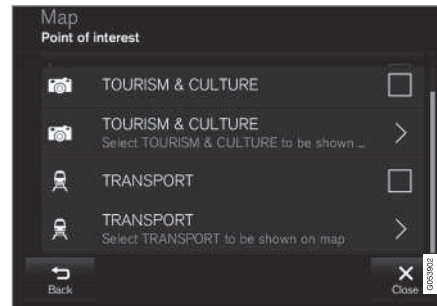 Map
Point of interest
TOURISM & CULTURE
TOURISM & CULTURE
Select TOURISM & CULTURE to be shown ...
TRANSPORT
TRANSPORT
Select TRANSPORT to be shown on map
Back
Close
G053902